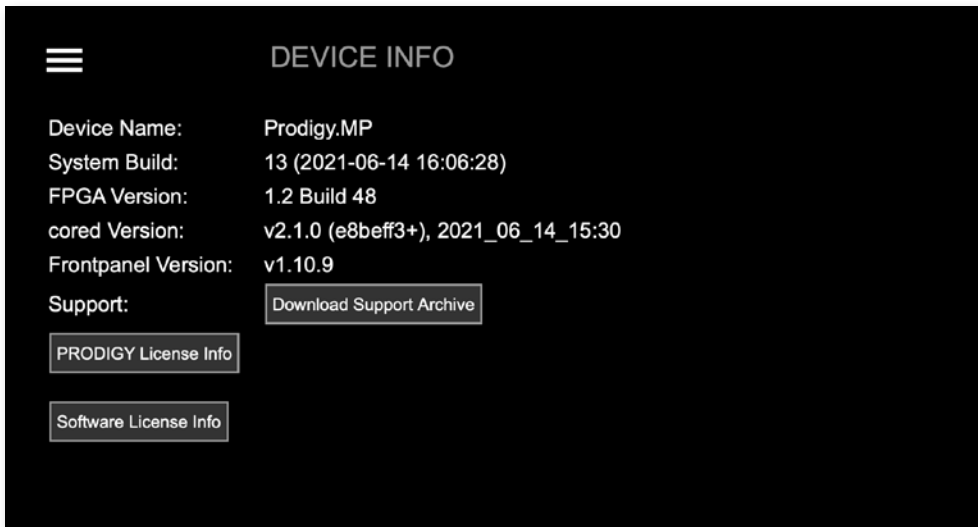 DEVICE INFO
Device Name: Prodigy.MP
System Build: 13 (2021-06-14 16:06:28)
FPGA Version: 1.2 Build 48
cored Version: v2.1.0 (e8beff3+), 2021_06_14_15:30
Frontpanel Version: v1.10.9
Support: Download Support Archive
PRODIGY License Info
Software License Info